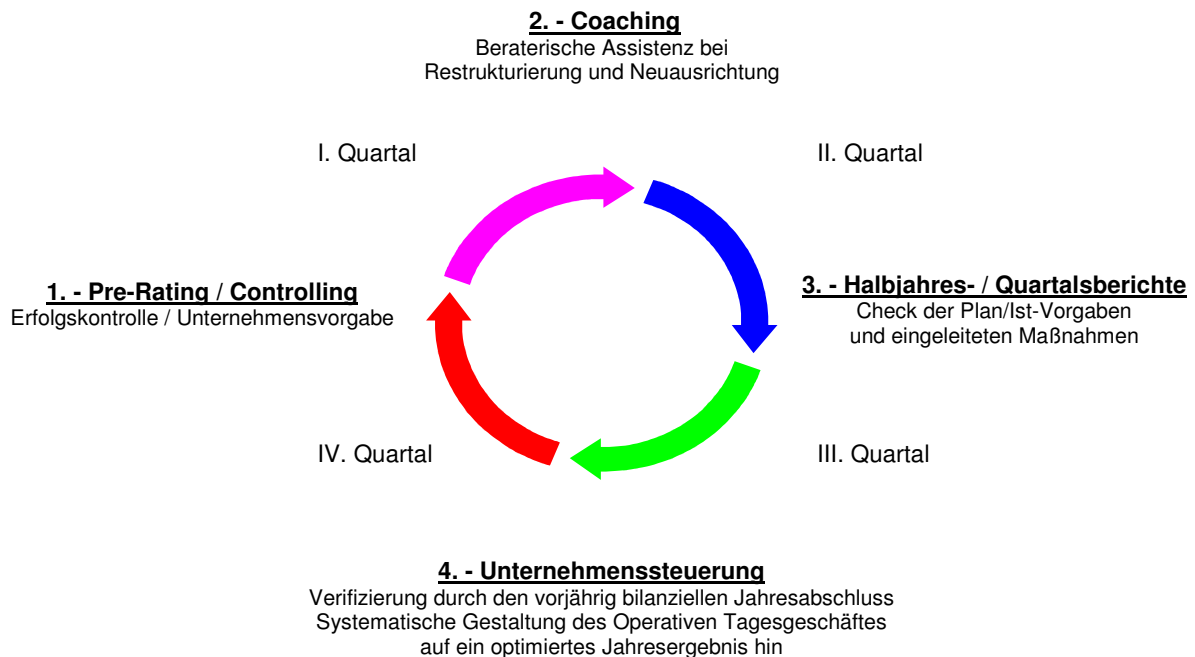 2. - Coaching
Beraterische Assistenz bei
Restrukturierung und Neuausrichtung
I. Quartal
II. Quartal
1. - Pre-Rating / Controlling
Erfolgskontrolle / Unternehmensvorgabe
3. - Halbjahres- / Quartalsberichte
Check der Plan/Ist-Vorgaben
und eingeleiteten Maßnahmen
IV. Quartal
III. Quartal
4. - Unternehmenssteuerung
Verifizierung durch den vorjährig bilanziellen Jahresabschluss
Systematische Gestaltung des Operativen Tagesgeschäftes
auf ein optimiertes Jahresergebnis hin